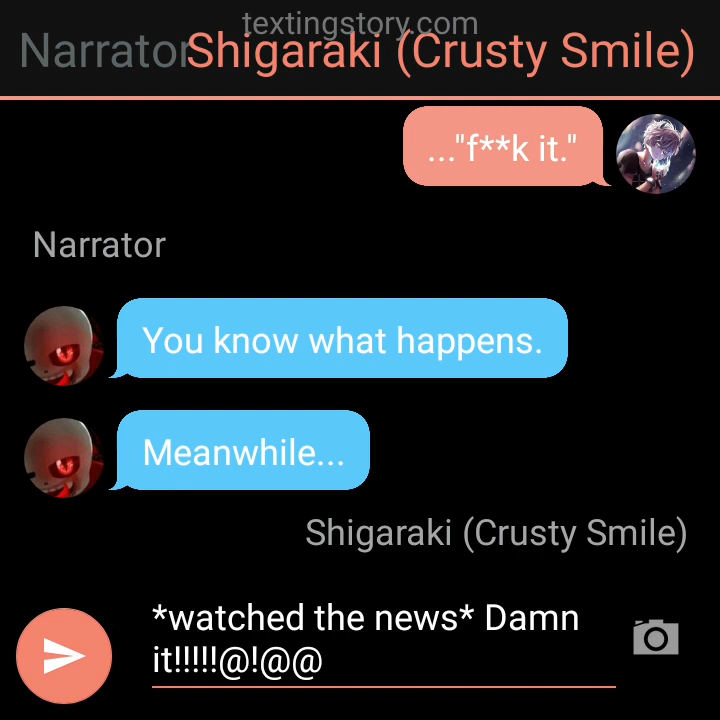 textingstory.com
Narrator Shigaraki (Crusty Smile)
..."f**k it."
Narrator
You know what happens.
Meanwhile...
Shigaraki (Crusty Smile)
*watched the news* Damn
it!!!!!@!@@